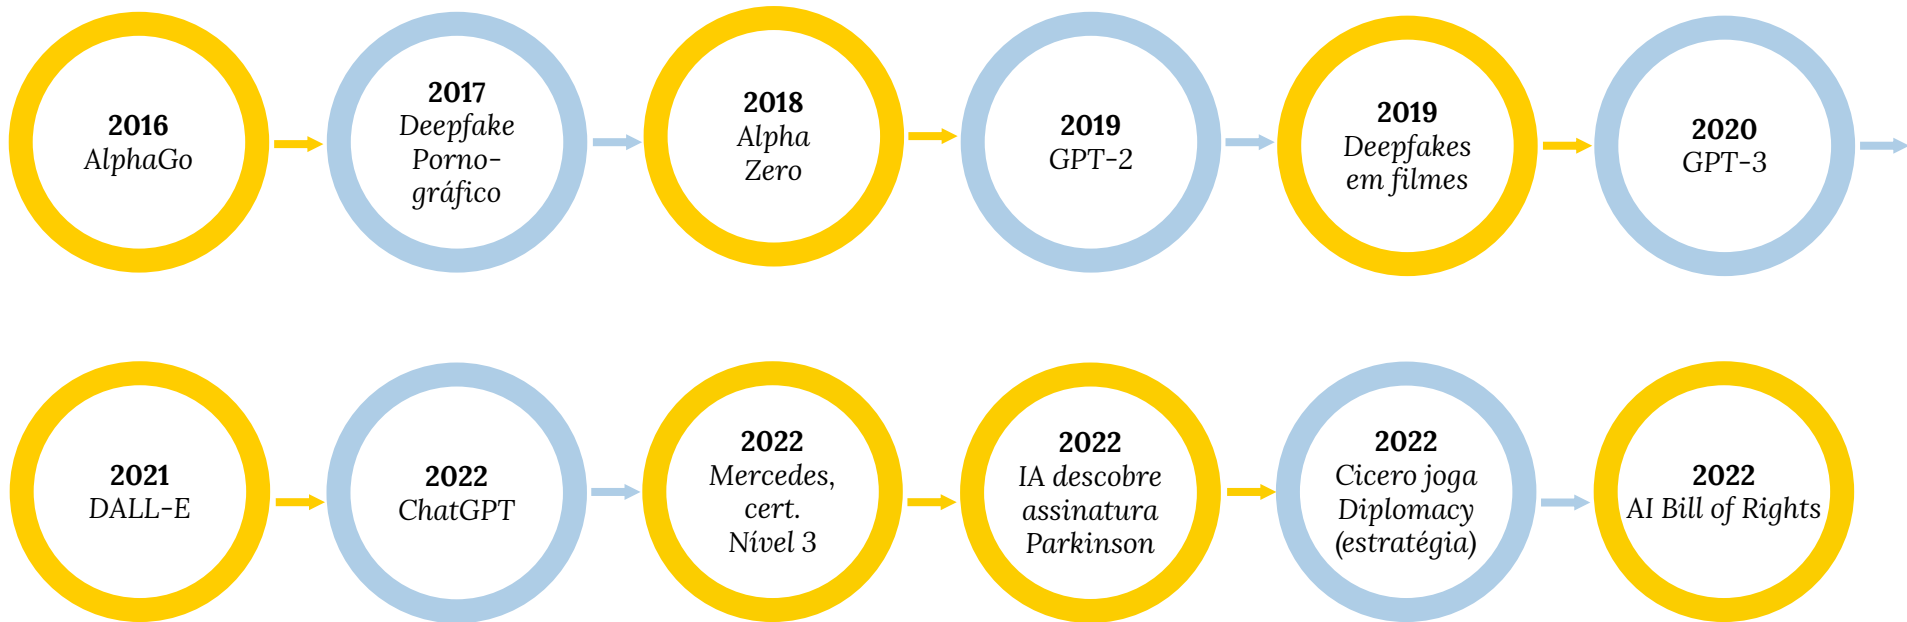 2016
AlphaGo
2017
Deepfake
Porno-
gráfico
2018
Alpha
Zero
2019
GPT-2
2019
Deepfakes
em filmes
2020
GPT-3
2021
DALL-E
2022
ChatGPT
2022
Mercedes,
cert.
Nível 3
2022
IA descobre
assinatura
Parkinson
2022
Cicero joga
Diplomacy
(estratégia)
2022
AI Bill of Rights